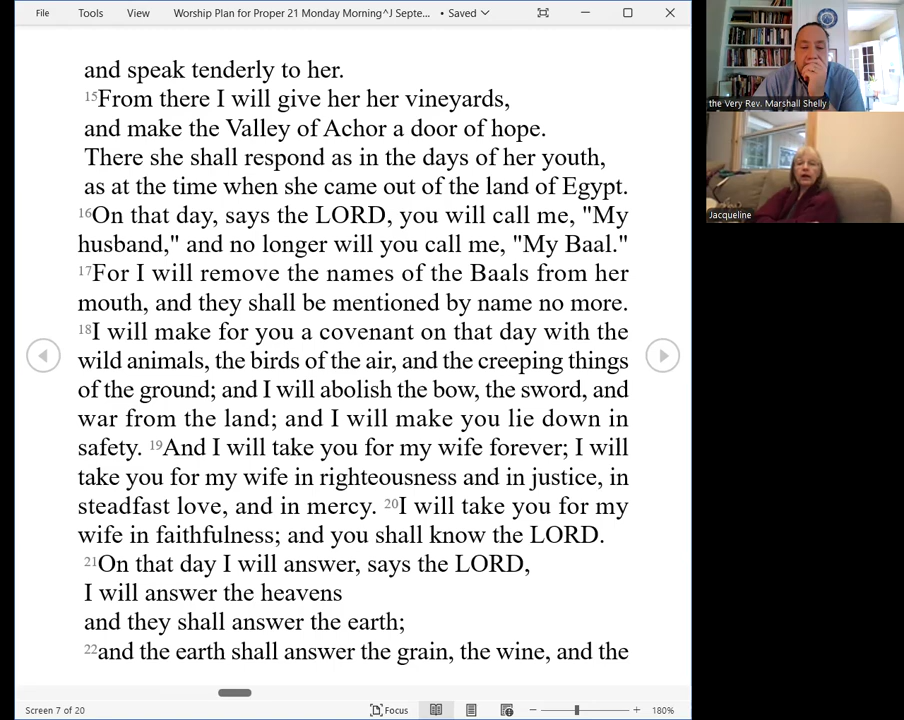 File Tools View Worship Plan for Proper 21 Monday Morning^J Septe... • Saved
and speak tenderly to her.
15From there I will give her her vineyards,
and make the Valley of Achor a door of hope.
There she shall respond as in the days of her youth,
as at the time when she came out of the land of Egypt.
16On that day, says the LORD, you will call me, "My
husband," and no longer will you call me, "My Baal."
17For I will remove the names of the Baals from her
mouth, and they shall be mentioned by name no more.
18I will make for you a covenant on that day with the
wild animals, the birds of the air, and the creeping things
of the ground; and I will abolish the bow, the sword, and
war from the land; and I will make you lie down in
safety. 19And I will take you for my wife forever; I will
take you for my wife in righteousness and in justice, in
steadfast love, and in mercy. 20I will take you for my
wife in faithfulness; and you shall know the LORD.
21On that day I will answer, says the LORD,
I will answer the heavens
and they shall answer the earth;
22and the earth shall answer the grain, the wine, and the
Screen 7 of 20 Focus 180%
the Very Rev. Marshall Shelly
Jacqueline